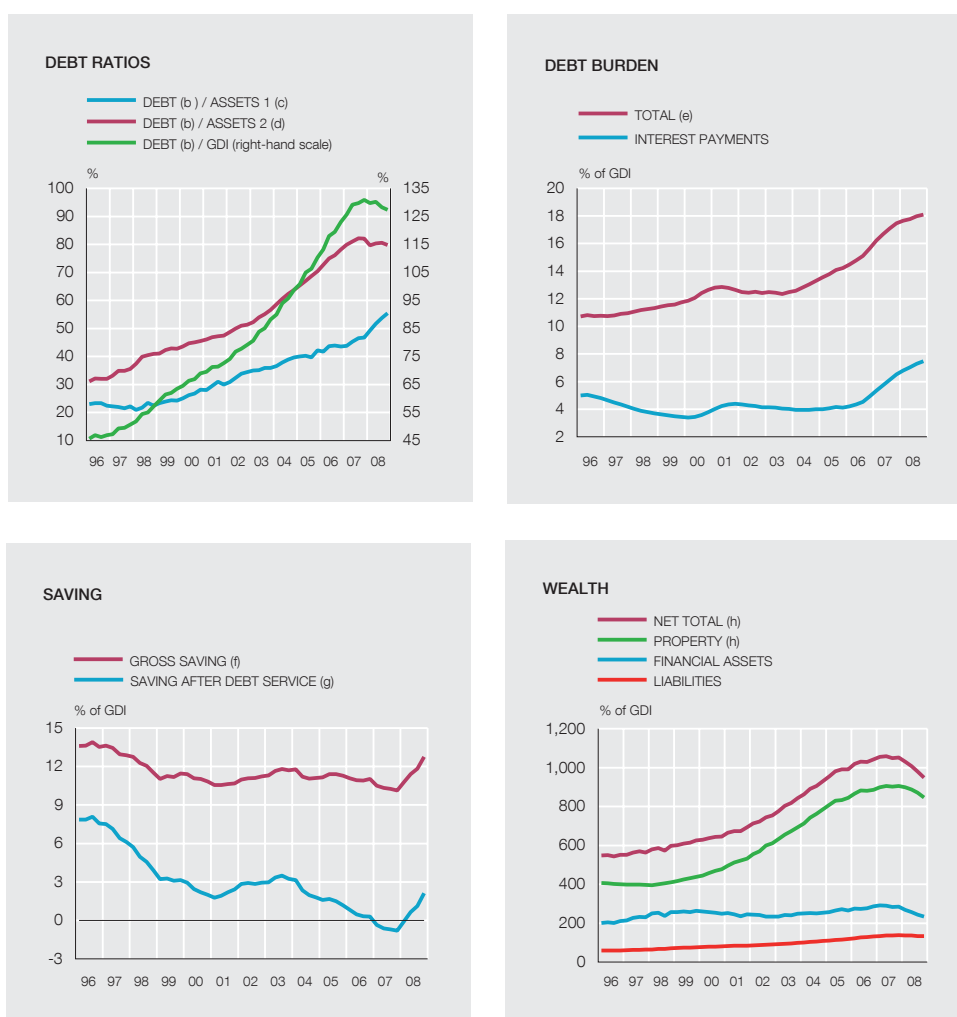 DEBT RATIOS
DEBT (b ) / ASSETS 1 (c)
DEBT (b) / ASSETS 2 (d)
DEBT (b) / GDI (right-hand scale)
% %
100 135
90 125
80 115
70 105
60 95
50 85
40 75
30 65
20 55
10 45
96 97 98 99 00 01 02 03 04 05 06 07 08
DEBT BURDEN
TOTAL (e)
INTEREST PAYMENTS
% of GDI
20
18
16
14
12
10
8
6
4
2
96 97 98 99 00 01 02 03 04 05 06 07 08
SAVING
GROSS SAVING (f)
SAVING AFTER DEBT SERVICE (g)
% of GDI
15
12
9
6
3
0
-3
96 97 98 99 00 01 02 03 04 05 06 07 08
WEALTH
NET TOTAL (h)
PROPERTY (h)
FINANCIAL ASSETS
LIABILITIES
% of GDI
1,200
1,000
800
600
400
200
0
96 97 98 99 00 01 02 03 04 05 06 07 08